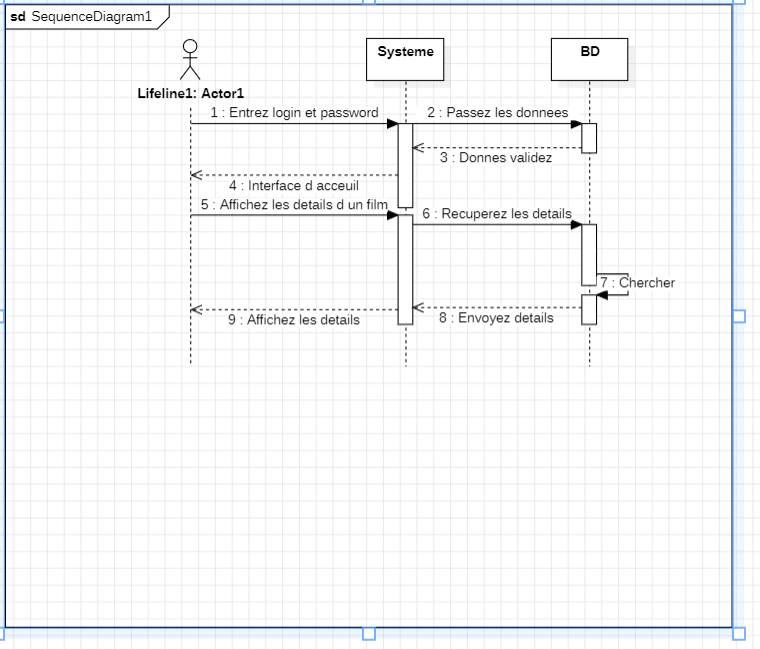 sd SequenceDiagram1
Systeme
BD
Lifeline1: Actor1
1 : Entrez login et password
2 : Passez les donnees
3 : Donnes validez
4 : Interface d acceuil
5 : Affichez les details d un film
6 : Recuperez les details
7 : Chercher
8 : Envoyez details
9 : Affichez les details